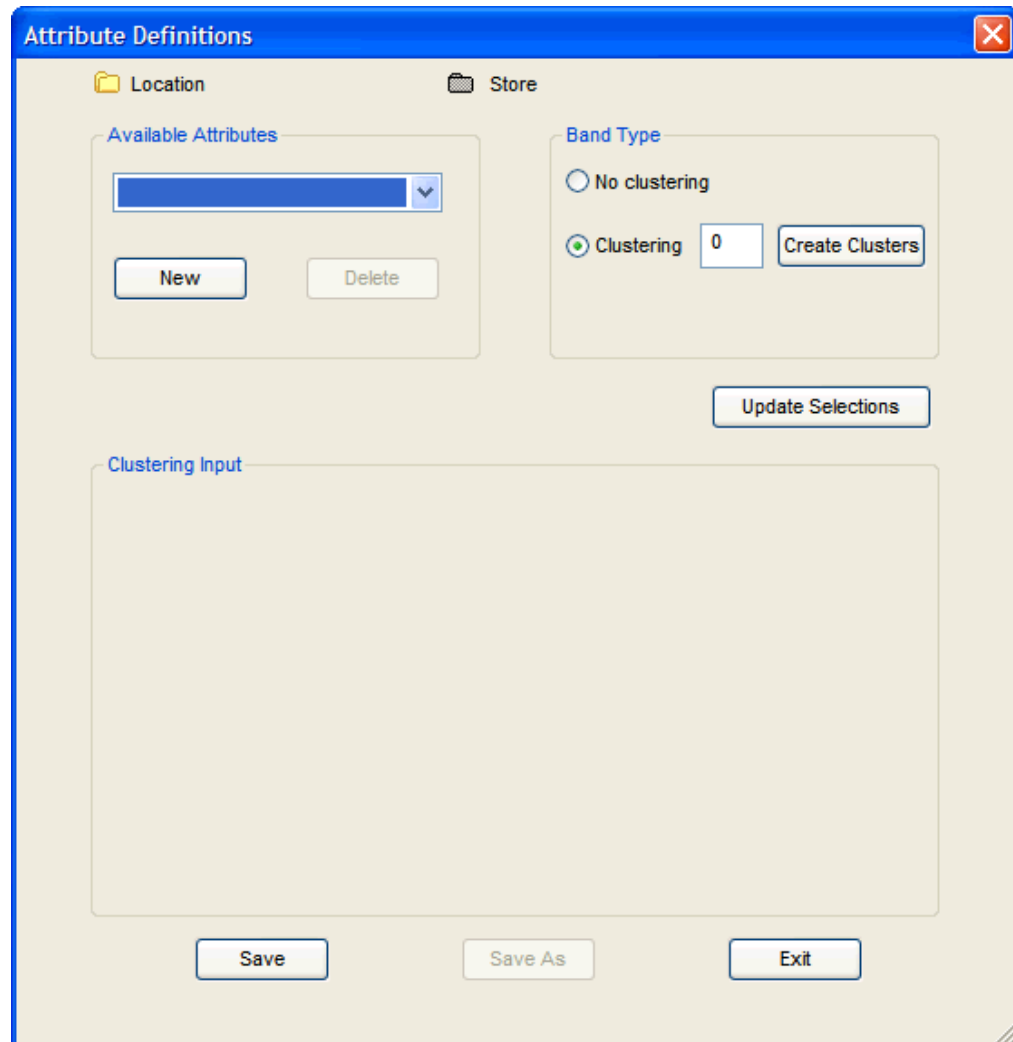 Attribute Definitions
Location
Store
Available Attributes
Band Type
No clustering
Clustering 0 Create Clusters
New Delete
Update Selections
Clustering Input
Save Save As Exit